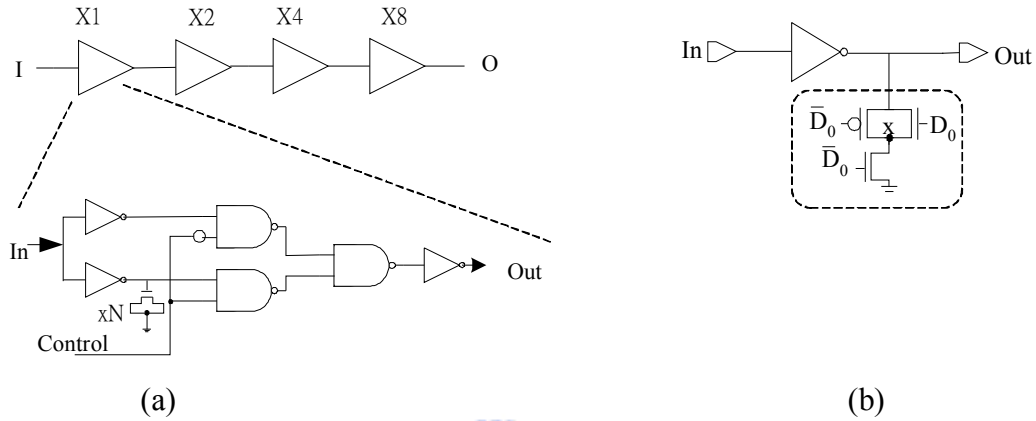 X1 X2 X4 X8
I O
In
xN
Control
Out
(a)
In Out
D̅₀ x D₀
D̅₀
(b)